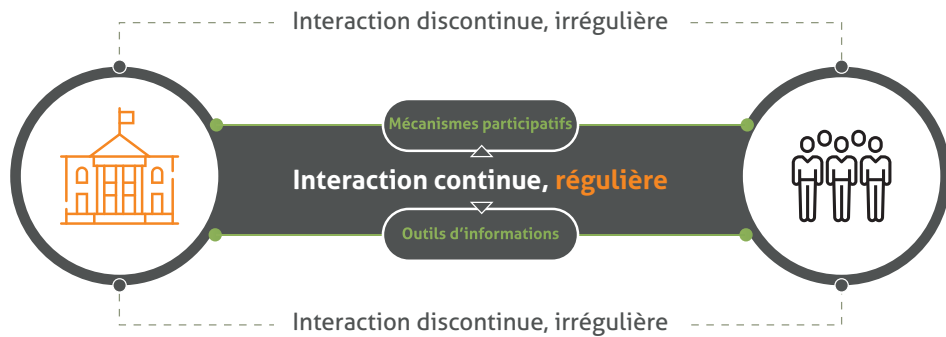 Interaction discontinue, irrégulière
Mécanismes participatifs
Interaction continue, régulière
Outils d’informations
Interaction discontinue, irrégulière